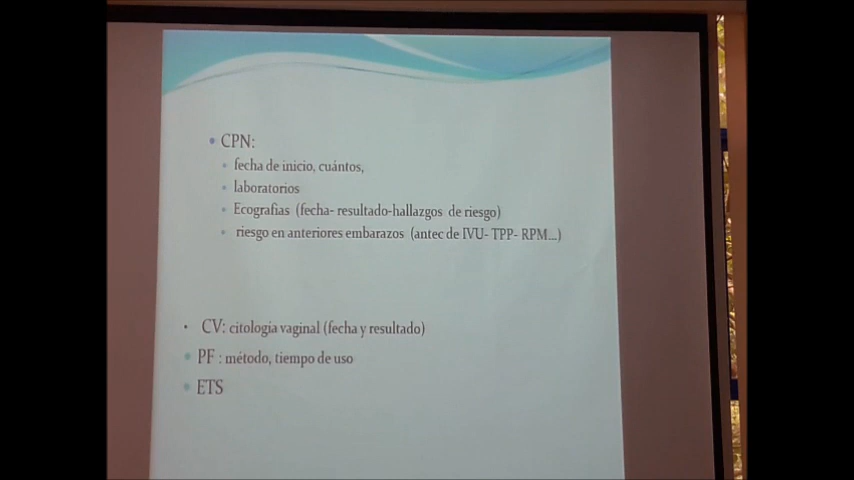 • CPN:
• fecha de inicio, cuántos,
• laboratorios
• Ecografias (fecha- resultado-hallazgos de riesgo)
• riesgo en anteriores embarazos (antec de IVU- TPP- RPM...)
• CV: citologia vaginal (fecha y resultado)
• PF : método, tiempo de uso
• ETS